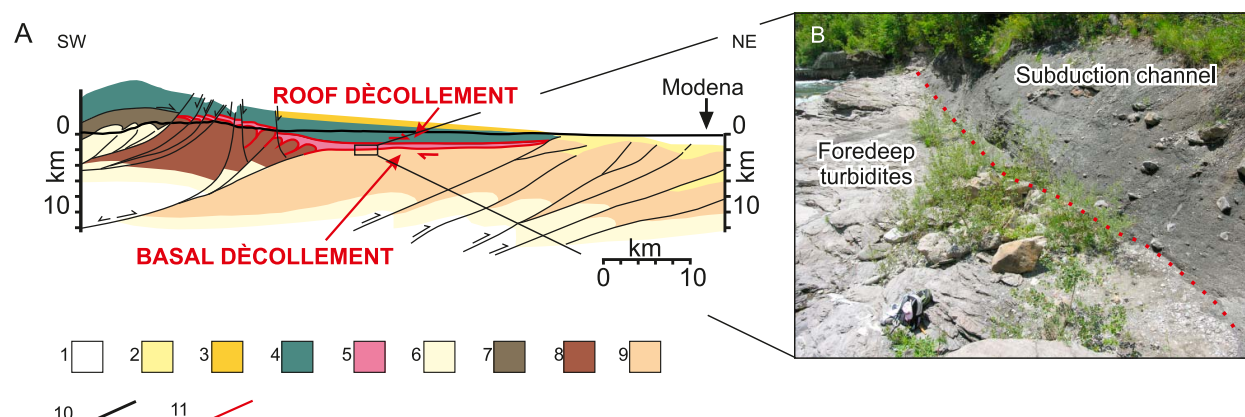 A
SW
NE
ROOF DÈCOLLEMENT
Modena
0
0
km
km
10
10
BASAL DÈCOLLEMENT
km
0 10
1 2 3 4 5 6 7 8 9
10 11
B
Subduction channel
Foredeep
turbidites